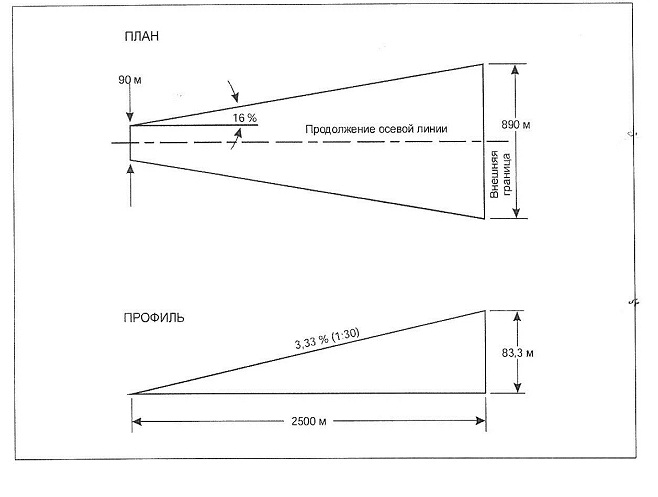 ПЛАН
90 м
16 %
Продолжение осевой линии
890 м
Внешняя
граница
ПРОФИЛЬ
3,33 % (1:30)
83,3 м
2500 м